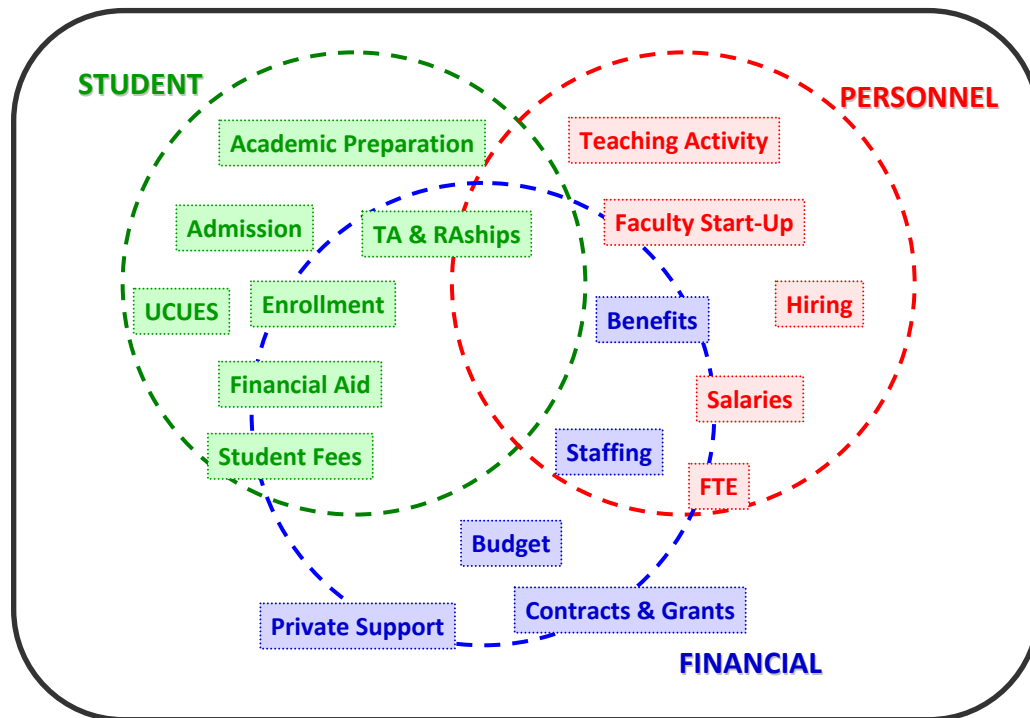 STUDENT
PERSONNEL
Academic Preparation
Teaching Activity
Admission
TA & RAships
Faculty Start-Up
UCUES
Enrollment
Benefits
Hiring
Financial Aid
Salaries
Student Fees
Staffing
FTE
Budget
Private Support
Contracts & Grants
FINANCIAL